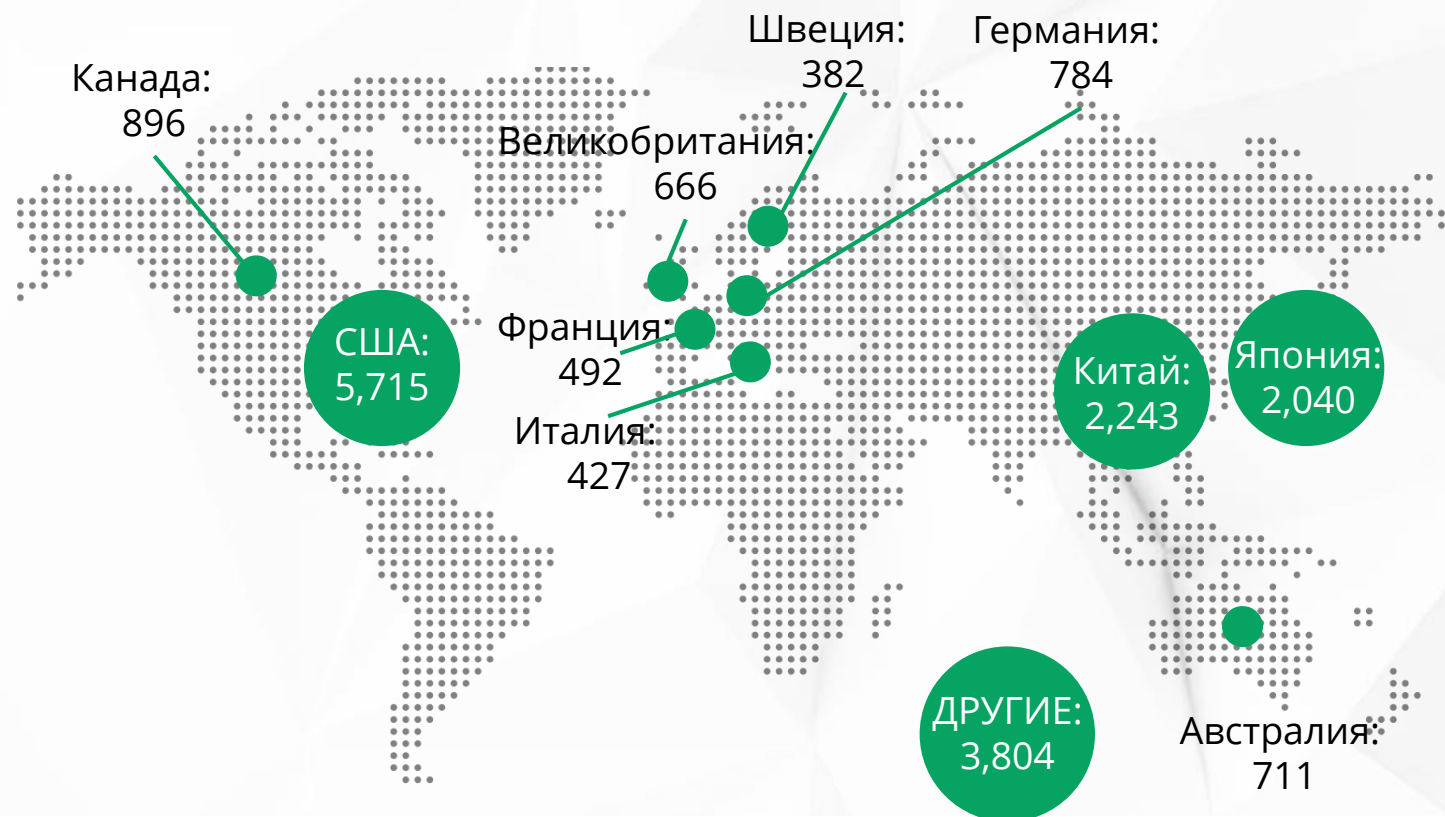 Швеция:
382
Германия:
784
Канада:
896
Великобритания:
666
США:
5,715
Франция:
492
Италия:
427
Китай:
2,243
Япония:
2,040
ДРУГИЕ:
3,804
Австралия:
711